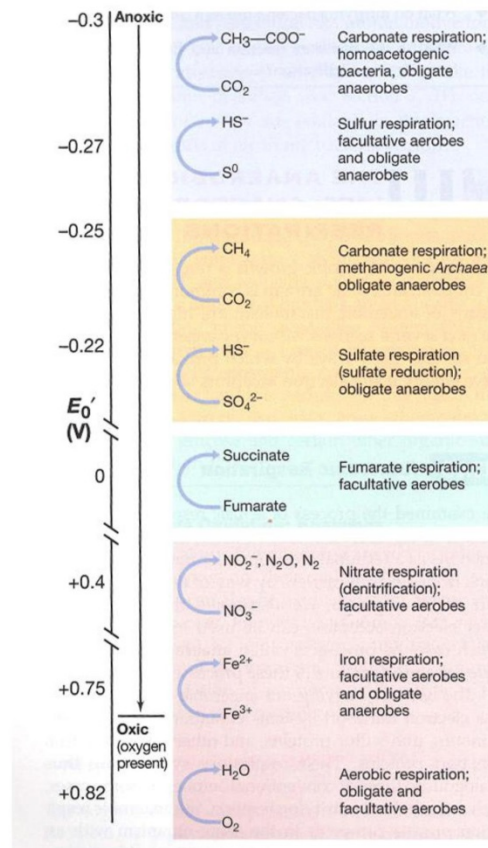 −0.3
Anoxic
CH₃—COO⁻
CO₂
Carbonate respiration;
homoacetogenic
bacteria, obligate
anaerobes
−0.27
HS⁻
S⁰
Sulfur respiration;
facultative aerobes
and obligate
anaerobes
−0.25
CH₄
CO₂
Carbonate respiration;
methanogenic Archaea
obligate anaerobes
−0.22
HS⁻
SO₄²⁻
Sulfate respiration
(sulfate reduction);
obligate anaerobes
E₀′
(V)
0
Succinate
Fumarate
Fumarate respiration;
facultative aerobes
+0.4
NO₂⁻, N₂O, N₂
NO₃⁻
Nitrate respiration
(denitrification);
facultative aerobes
+0.75
Fe²⁺
Fe³⁺
Iron respiration;
facultative aerobes
and obligate
anaerobes
Oxic
(oxygen
present)
+0.82
H₂O
O₂
Aerobic respiration;
obligate and
facultative aerobes